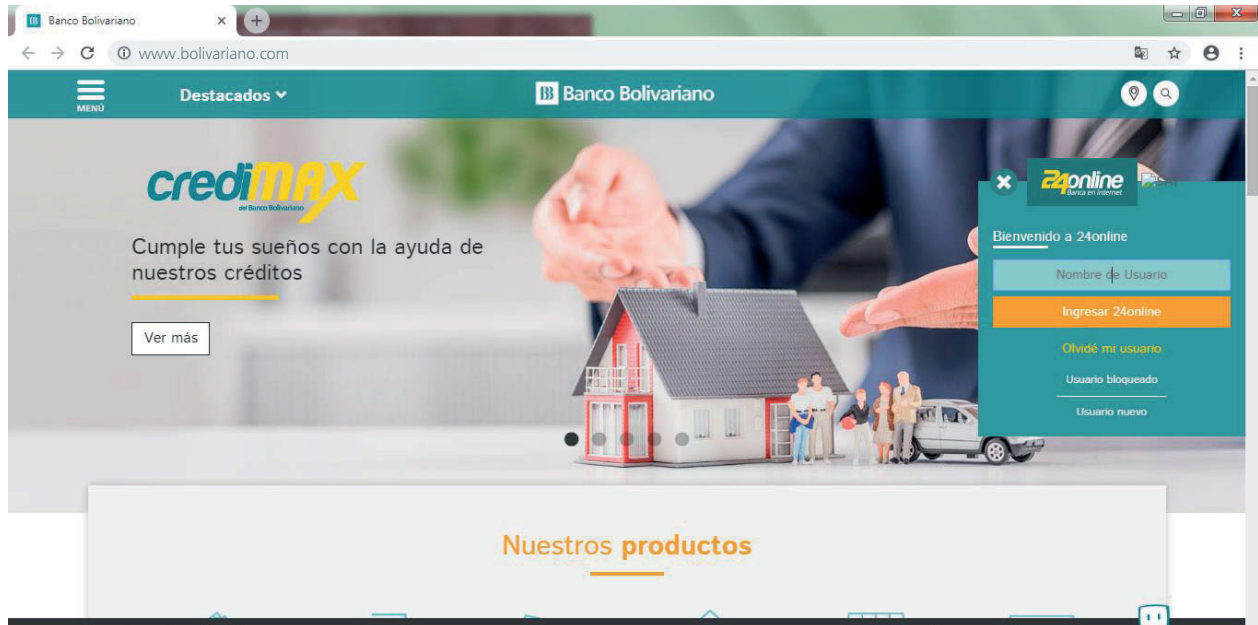 Banco Bolivariano
www.bolivariano.com
MENÚ
Destacados
Banco Bolivariano
credimax
del Banco Bolivariano
Cumple tus sueños con la ayuda de
nuestros créditos
Ver más
24online
Banca en internet
Bienvenido a 24online
Nombre de Usuario
Ingresar 24online
Olvidé mi usuario
Usuario bloqueado
Usuario nuevo
Nuestros productos